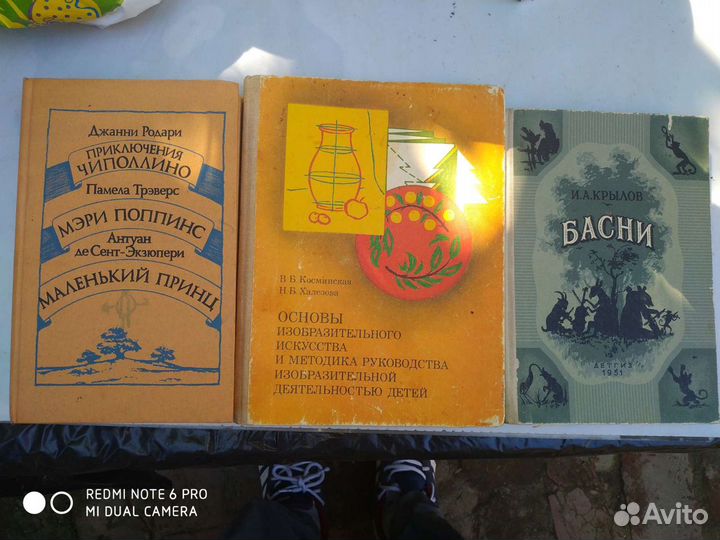 Джанни Родари
ПРИКЛЮЧЕНИЯ
ЧИПОЛЛИНО
Памела Трэверс
МЭРИ ПОППИНС
Антуан
де Сент-Экзюпери
МАЛЕНЬКИЙ ПРИНЦ
В.Б.Косминская
Н.Б.Халезова
ОСНОВЫ
ИЗОБРАЗИТЕЛЬНОГО
ИСКУССТВА
И МЕТОДИКА РУКОВОДСТВА
ИЗОБРАЗИТЕЛЬНОЙ
ДЕЯТЕЛЬНОСТЬЮ ДЕТЕЙ
И.А.КРЫЛОВ
БАСНИ
ДЕТГИЗ
1951
REDMI NOTE 6 PRO
MI DUAL CAMERA
Avito